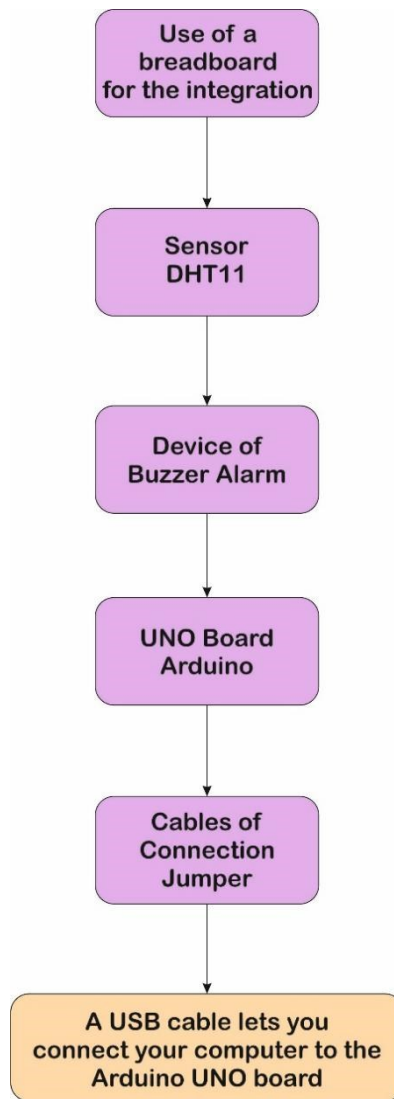 Use of a
breadboard
for the integration
Sensor
DHT11
Device of
Buzzer Alarm
UNO Board
Arduino
Cables of
Connection
Jumper
A USB cable lets you
connect your computer to the
Arduino UNO board